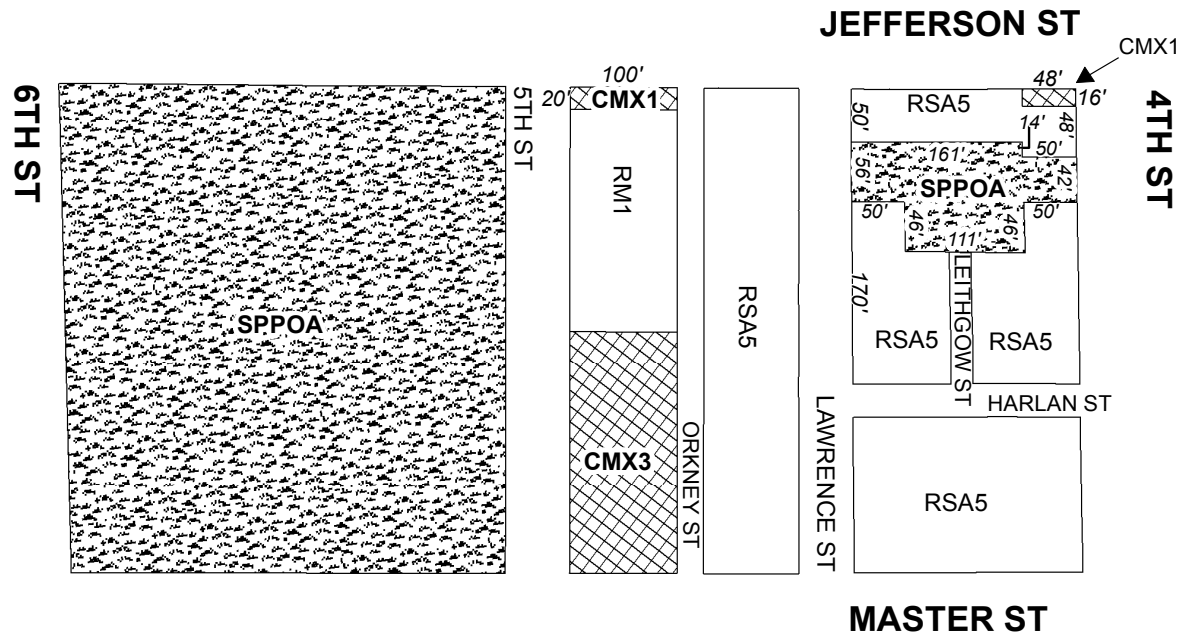 JEFFERSON ST
CMX1
6TH ST
5TH ST
100'
20'
CMX1
RM1
CMX3
SPPOA
ORKNEY ST
RSA5
LAWRENCE ST
48'
16'
RSA5
50'
14'
48'
50'
161'
56'
SPPOA
42'
50'
46'
111'
46'
50'
170'
LEITHGOW ST
RSA5
RSA5
HARLAN ST
RSA5
4TH ST
MASTER ST